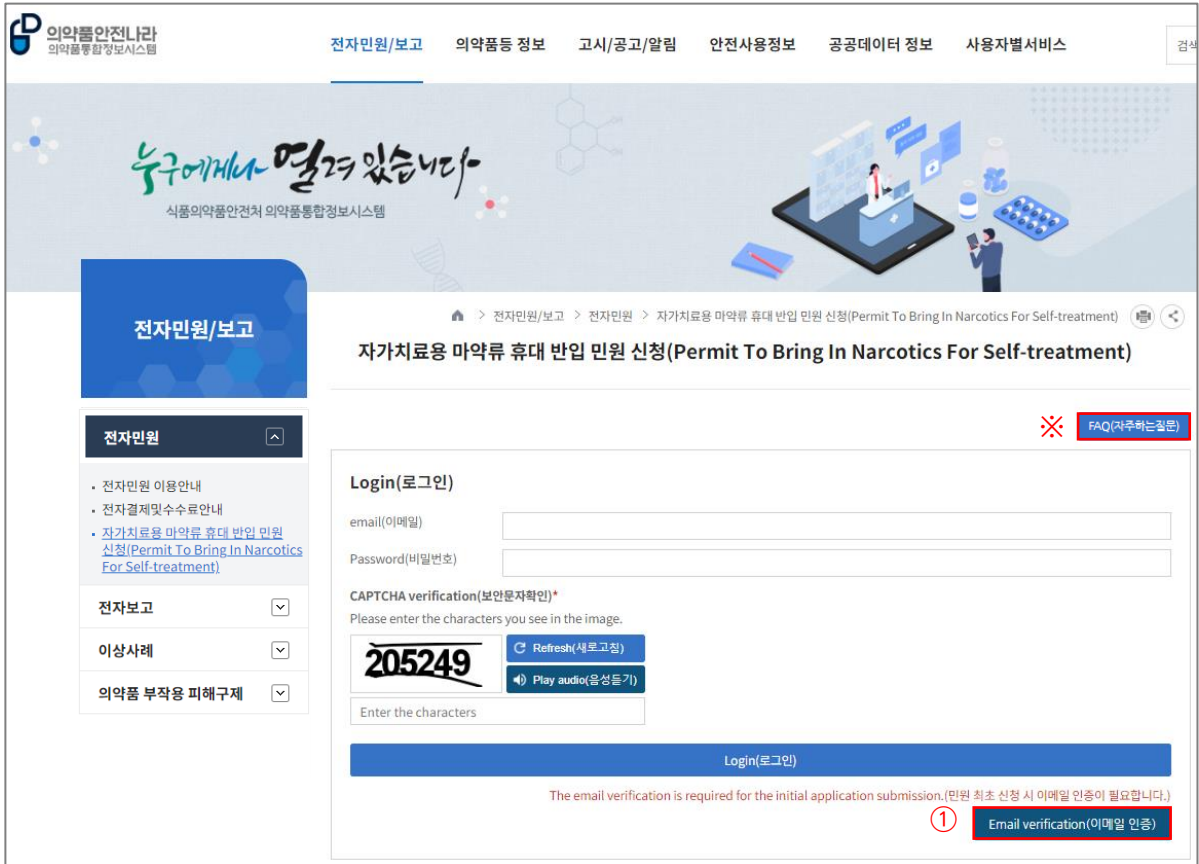 의약품안전나라
의약품통합정보시스템
전자민원/보고 의약품등 정보 고시/공고/알림 안전사용정보 공공데이터 정보 사용자별서비스
누구에게나 열려 있습니다
식품의약품안전처 의약품통합정보시스템
전자민원/보고
> 전자민원/보고 > 전자민원 > 자가치료용 마약류 휴대 반입 민원 신청(Permit To Bring In Narcotics For Self-treatment)
자가치료용 마약류 휴대 반입 민원 신청(Permit To Bring In Narcotics For Self-treatment)
※ FAQ(자주하는질문)
전자민원
전자민원 이용안내
전자결제및수수료안내
자가치료용 마약류 휴대 반입 민원
신청(Permit To Bring In Narcotics
For Self-treatment)
전자보고
이상사례
의약품 부작용 피해구제
Login(로그인)
email(이메일)
Password(비밀번호)
CAPTCHA verification(보안문자확인)*
Please enter the characters you see in the image.
205249
Refresh(새로고침)
Play audio(음성듣기)
Enter the characters
Login(로그인)
The email verification is required for the initial application submission.(민원 최초 신청 시 이메일 인증이 필요합니다.)
① Email verification(이메일 인증)